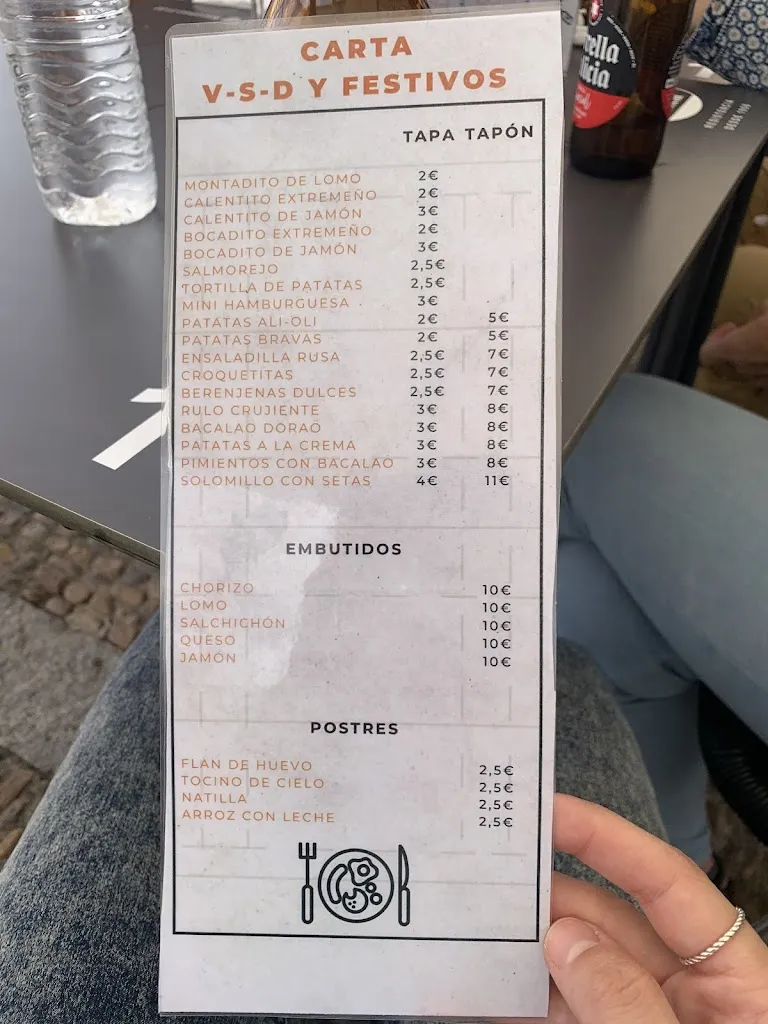 CARTA
V-S-D Y FESTIVOS
TAPA TAPÓN
MONTADITO DE LOMO 2€
CALENTITO EXTREMEÑO 2€
CALENTITO DE JAMÓN 3€
BOCADITO EXTREMEÑO 2€
BOCADITO DE JAMÓN 3€
SALMOREJO 2,5€
TORTILLA DE PATATAS 2,5€
MINI HAMBURGUESA 3€
PATATAS ALI-OLI 2€ 5€
PATATAS BRAVAS 2€ 5€
ENSALADILLA RUSA 2,5€ 7€
CROQUETITAS 2,5€ 7€
BERENJENAS DULCES 2,5€ 7€
RULO CRUJIENTE 3€ 8€
BACALAO DORAO 3€ 8€
PATATAS A LA CREMA 3€ 8€
PIMIENTOS CON BACALAO 3€ 8€
SOLOMILLO CON SETAS 4€ 11€
EMBUTIDOS
CHORIZO 10€
LOMO 10€
SALCHICHÓN 10€
QUESO 10€
JAMÓN 10€
POSTRES
FLAN DE HUEVO 2,5€
TOCINO DE CIELO 2,5€
NATILLA 2,5€
ARROZ CON LECHE 2,5€
rella
licia
RESISTENCIA
DESDE 1906